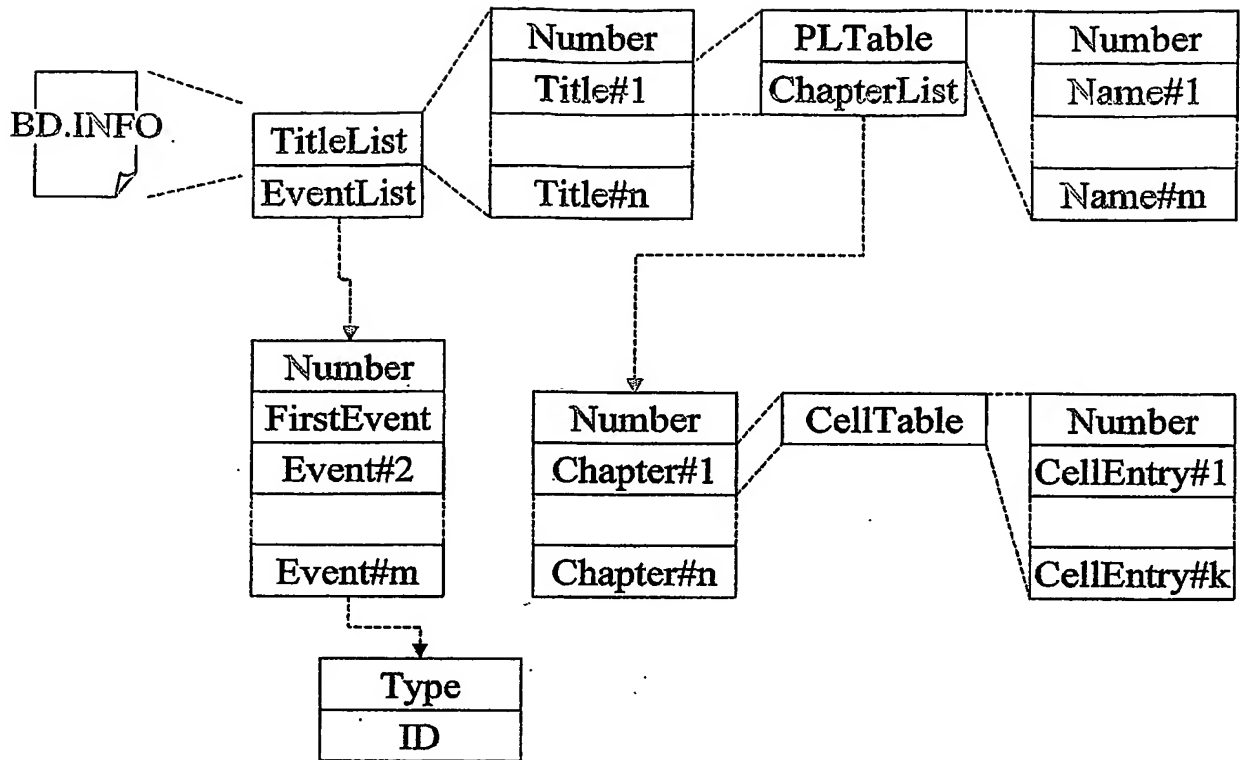 BD.INFO
TitleList
EventList
Number
Title#1
Title#n
PLTable
ChapterList
Number
Name#1
Name#m
Number
FirstEvent
Event#2
Event#m
Type
ID
Number
Chapter#1
Chapter#n
CellTable
Number
CellEntry#1
CellEntry#k